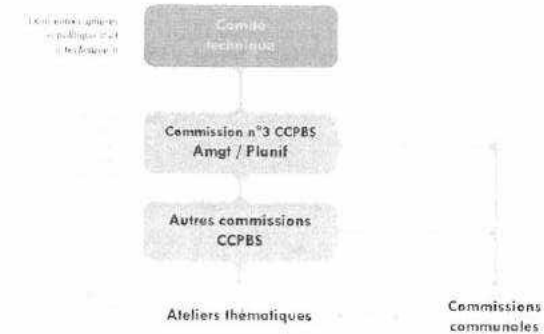 Comité
technique
Commission n°3 CCPBS
Amgt / Planif
Autres commissions
CCPBS
Ateliers thématiques
Commissions
communales